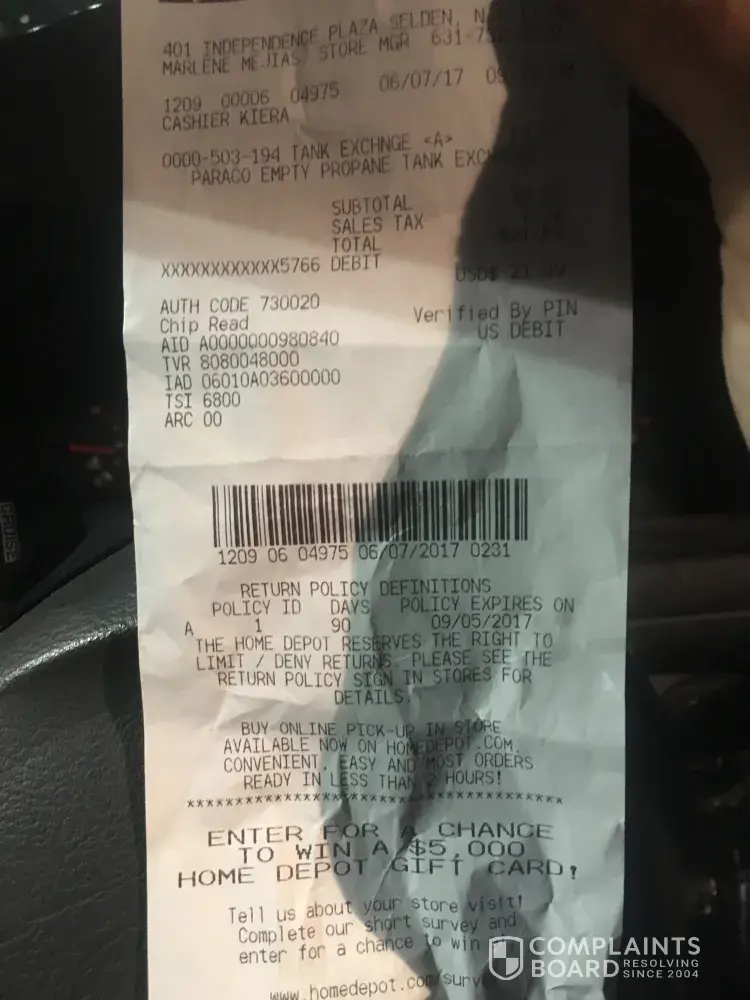 401 INDEPENDENCE PLAZA SELDEN,
MARLENE MEJIAS STORE MGR 631-
1209 00006 04975 06/07/17
CASHIER KIERA
0000-503-194 TANK EXCHNGE <A>
PARACO EMPTY PROPANE TANK
SUBTOTAL
SALES TAX
TOTAL
XXXXXXXXXXXX5766 DEBIT
USD$
AUTH CODE 730020
Chip Read
Verified By PIN
AID A0000000980840
US DEBIT
TVR 8080048000
IAD 06010A03600000
TSI 6800
ARC 00
1209 06 04975 06/07/2017 0231
RETURN POLICY DEFINITIONS
POLICY ID DAYS POLICY EXPIRES ON
A 1 90 09/05/2017
THE HOME DEPOT RESERVES THE RIGHT TO
LIMIT / DENY RETURNS. PLEASE SEE THE
RETURN POLICY SIGN IN STORES FOR
DETAILS.
BUY ONLINE PICK-UP IN STORE
AVAILABLE NOW ON HOMEDEPOT.COM.
CONVENIENT, EASY AND MOST ORDERS
READY IN LESS THAN 2 HOURS!
****************************************
ENTER FOR A CHANCE
TO WIN A $5,000
HOME DEPOT GIFT CARD!
Tell us about your store visit!
Complete our short survey and
enter for a chance to win
www.homedepot.com/surv
COMPLAINTS
BOARD RESOLVING
SINCE 2004